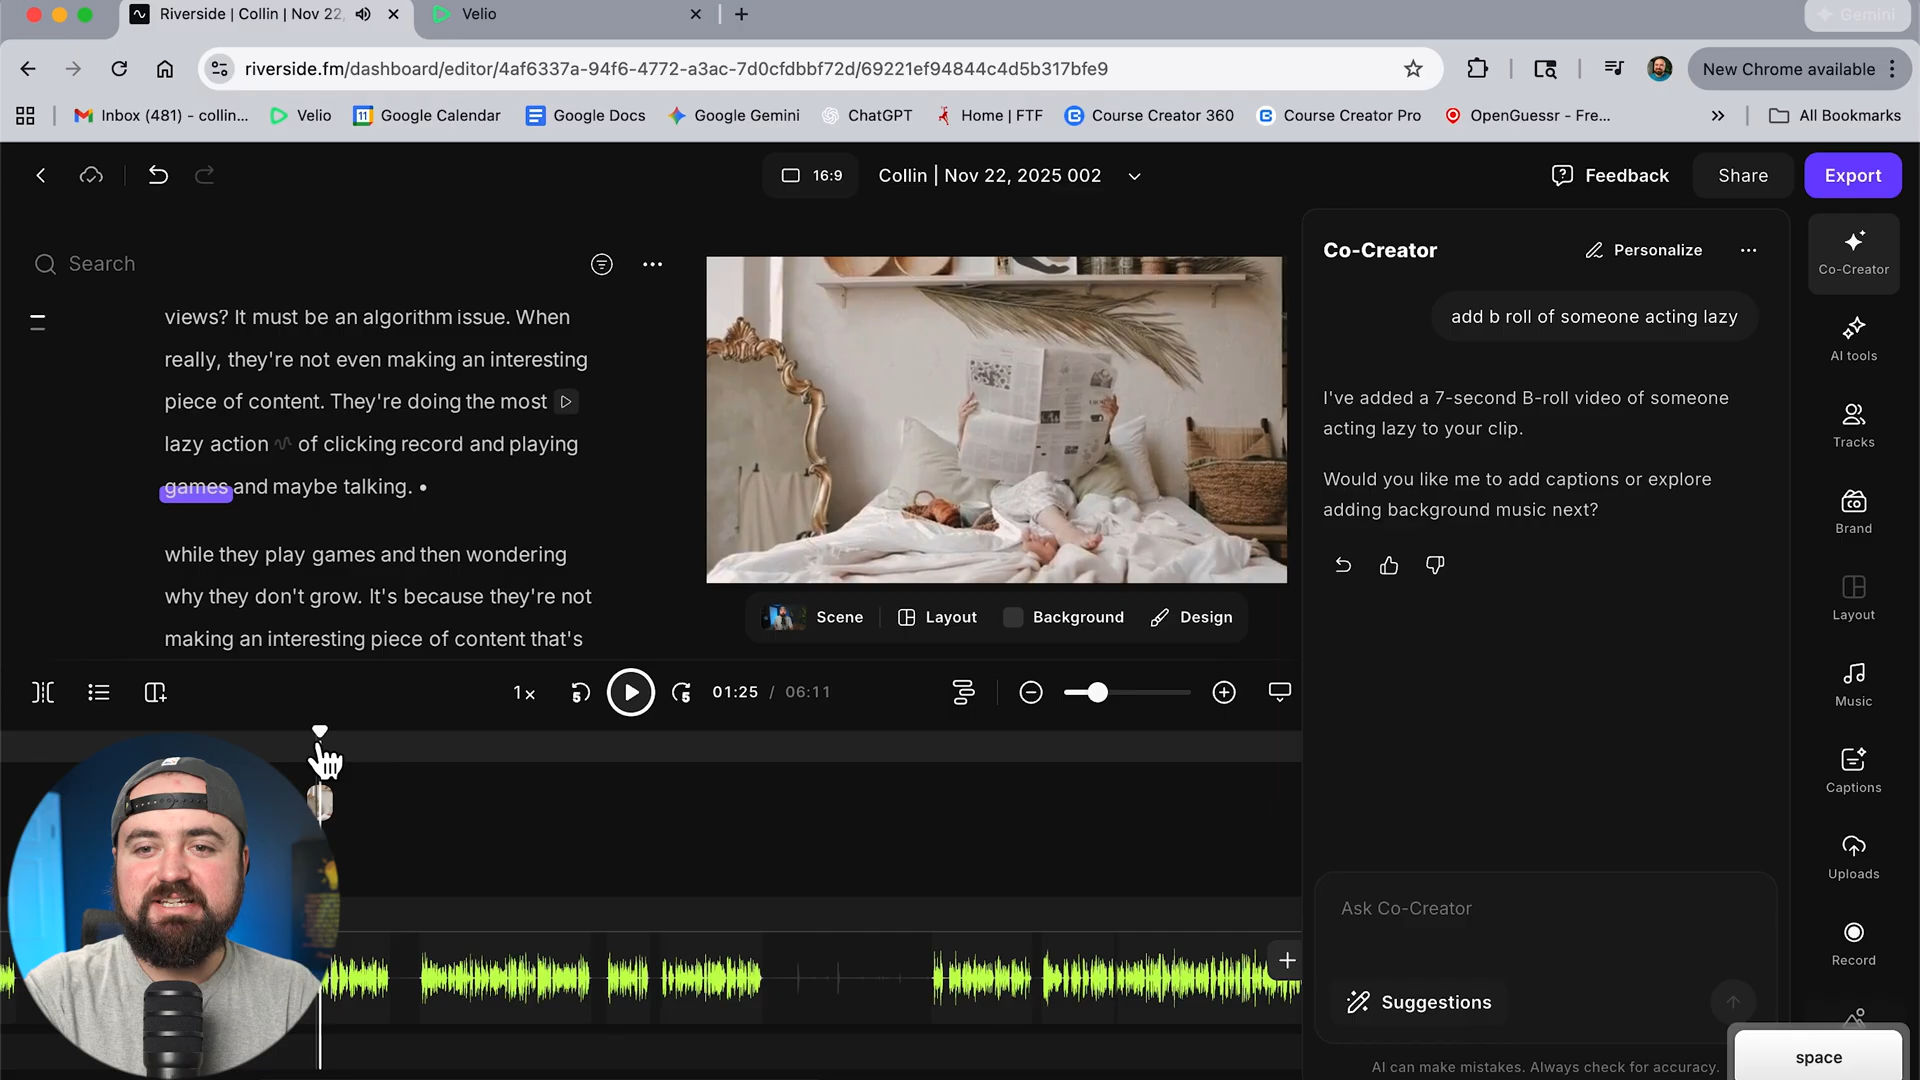 Riverside | Collin | Nov 22,
Velio
Gemini
riverside.fm/dashboard/editor/4af6337a-94f6-4772-a3ac-7d0cfdbbf72d/69221ef94844c4d5b317bfe9
New Chrome available
Inbox (481) - collin...
Velio
Google Calendar
Google Docs
Google Gemini
ChatGPT
Home | FTF
Course Creator 360
Course Creator Pro
OpenGuessr - Fre...
All Bookmarks
16:9
Collin | Nov 22, 2025 002
Feedback
Share
Export
Search
views? It must be an algorithm issue. When
really, they're not even making an interesting
piece of content. They're doing the most
lazy action of clicking record and playing
games and maybe talking. •
while they play games and then wondering
why they don't grow. It's because they're not
making an interesting piece of content that's
Scene
Layout
Background
Design
1x
5
5
01:25 / 06:11
Co-Creator
Personalize
add b roll of someone acting lazy
I've added a 7-second B-roll video of someone
acting lazy to your clip.
Would you like me to add captions or explore
adding background music next?
Ask Co-Creator
Suggestions
AI can make mistakes. Always check for accuracy.
Co-Creator
AI tools
Tracks
Brand
Layout
Music
Captions
Uploads
Record
space